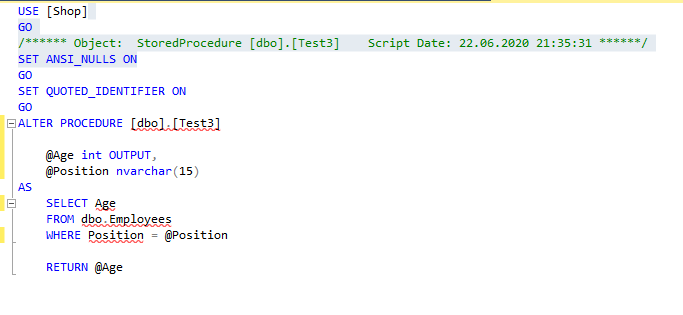 USE [Shop]
GO
/****** Object:  StoredProcedure [dbo].[Test3]    Script Date: 22.06.2020 21:35:31 ******/
SET ANSI_NULLS ON
GO
SET QUOTED_IDENTIFIER ON
GO
ALTER PROCEDURE [dbo].[Test3]
@Age int OUTPUT,
@Position nvarchar(15)
AS
SELECT Age
FROM dbo.Employees
WHERE Position = @Position
RETURN @Age